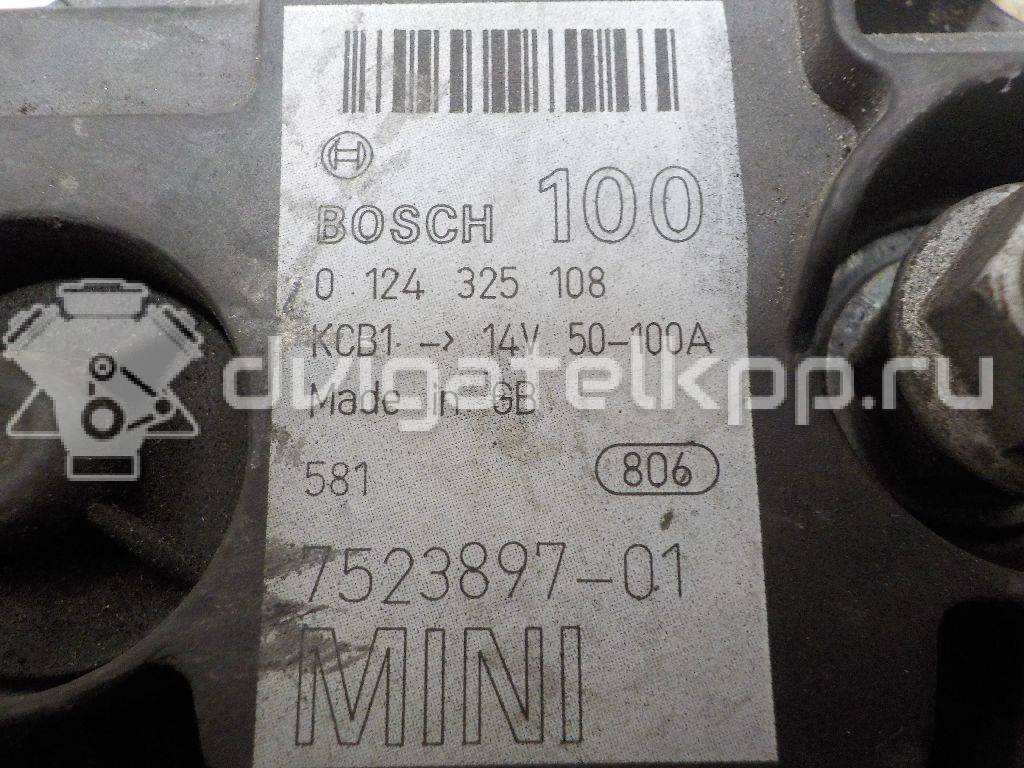 BOSCH 100
0 124 325 108
KCB1 -> 14V 50-100A
dvigatelkpp.ru
Made in GB
581 806
7523897-01
MINI